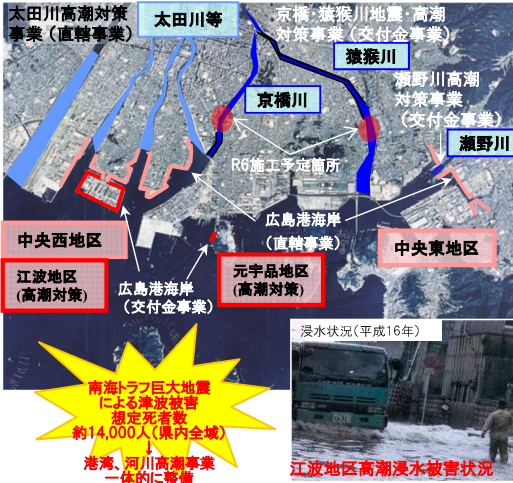 太田川高潮対策
事業（直轄事業）
太田川等
京橋・猿猴川地震・高潮
対策事業（交付金事業）
猿猴川
瀬野川高潮
対策事業
（交付金事業）
京橋川
瀬野川
R6施工予定箇所
広島港海岸
（直轄事業）
中央西地区
中央東地区
江波地区
(高潮対策)
広島港海岸
（交付金事業）
元宇品地区
(高潮対策)
浸水状況（平成16年）
南海トラフ巨大地震
による津波被害
想定死者数
約14,000人（県内全域）
↓
港湾、河川高潮事業
一体的に整備
江波地区高潮浸水被害状況